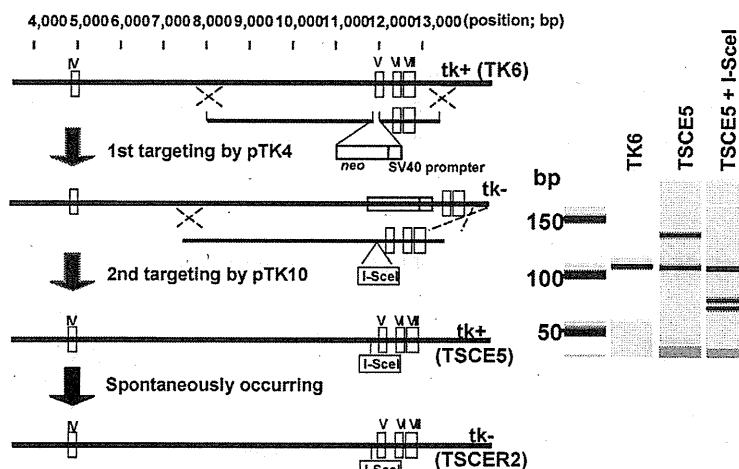 4,000 5,000 6,000 7,000 8,000 9,000 10,000 11,000 12,000 13,000 (position; bp)
IV V VI VII
tk+ (TK6)
1st targeting by pTK4
neo SV40 prompter
tk-
2nd targeting by pTK10
I-SceI
IV V VI VII
tk+
I-SceI (TSCE5)
Spontaneously occurring
IV V VI VII
tk-
I-SceI (TSCER2)
TK6
TSCE5
TSCE5 + I-SceI
bp
150
100
50